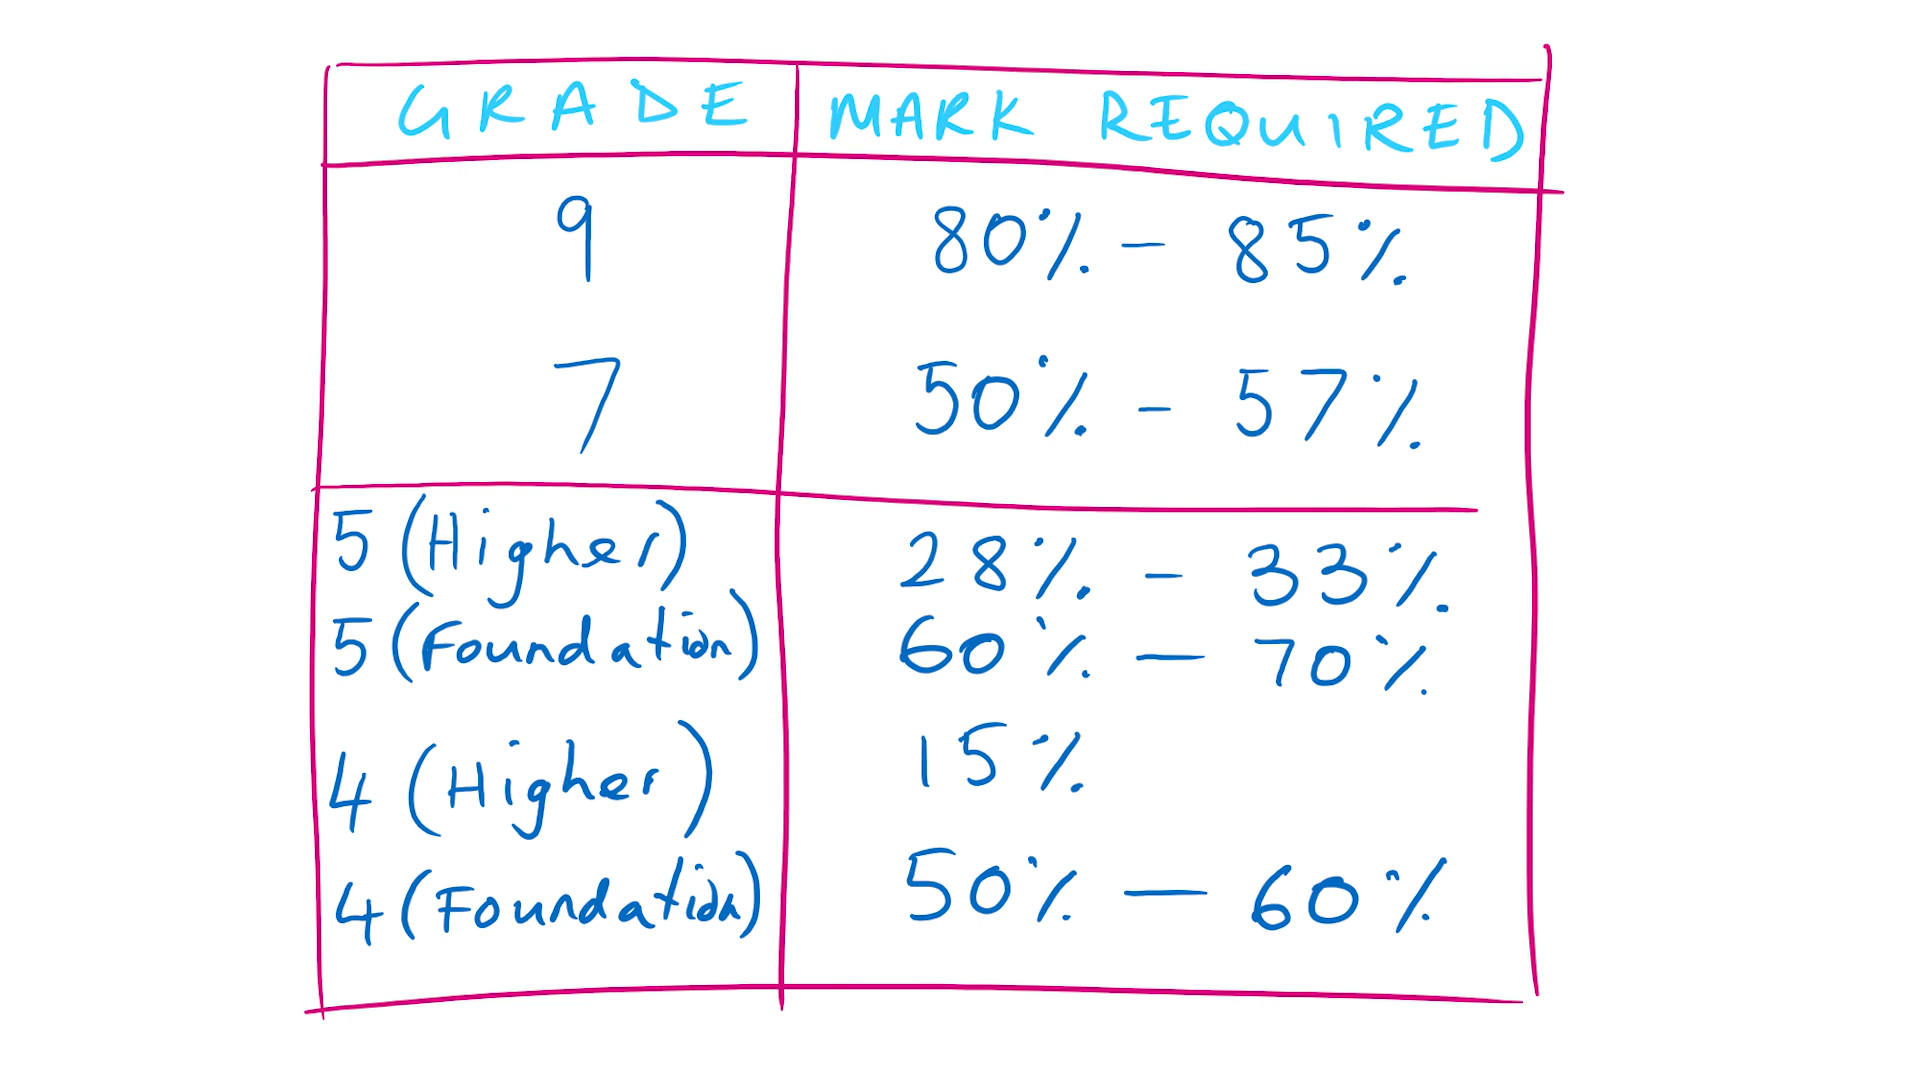 GRADE MARK REQUIRED
9 80% - 85%
7 50% - 57%
5 (Higher) 28% - 33%
5 (Foundation) 60% - 70%
4 (Higher) 15%
4 (Foundation) 50% - 60%